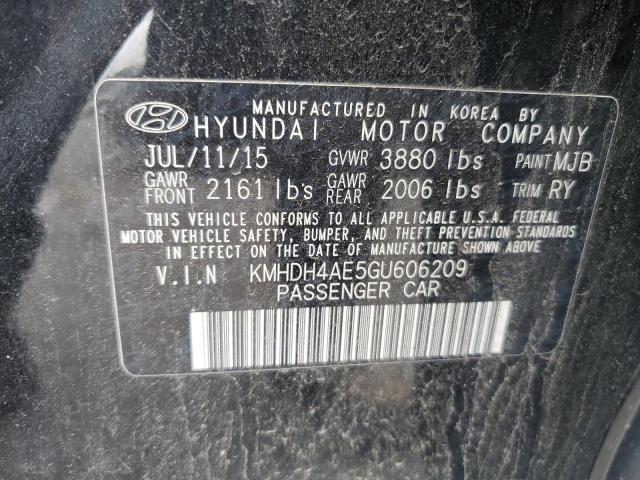 MANUFACTURED IN KOREA BY
HYUNDAI MOTOR COMPANY
JUL/11/15 GVWR 3880 lbs PAINT MJB
GAWR FRONT 2161 lbs GAWR REAR 2006 lbs TRIM RY
THIS VEHICLE CONFORMS TO ALL APPLICABLE U.S.A. FEDERAL
MOTOR VEHICLE SAFETY, BUMPER, AND THEFT PREVENTION STANDARDS
IN EFFECT ON THE DATE OF MANUFACTURE SHOWN ABOVE.
V.I.N KMHDH4AE5GU606209
PASSENGER CAR